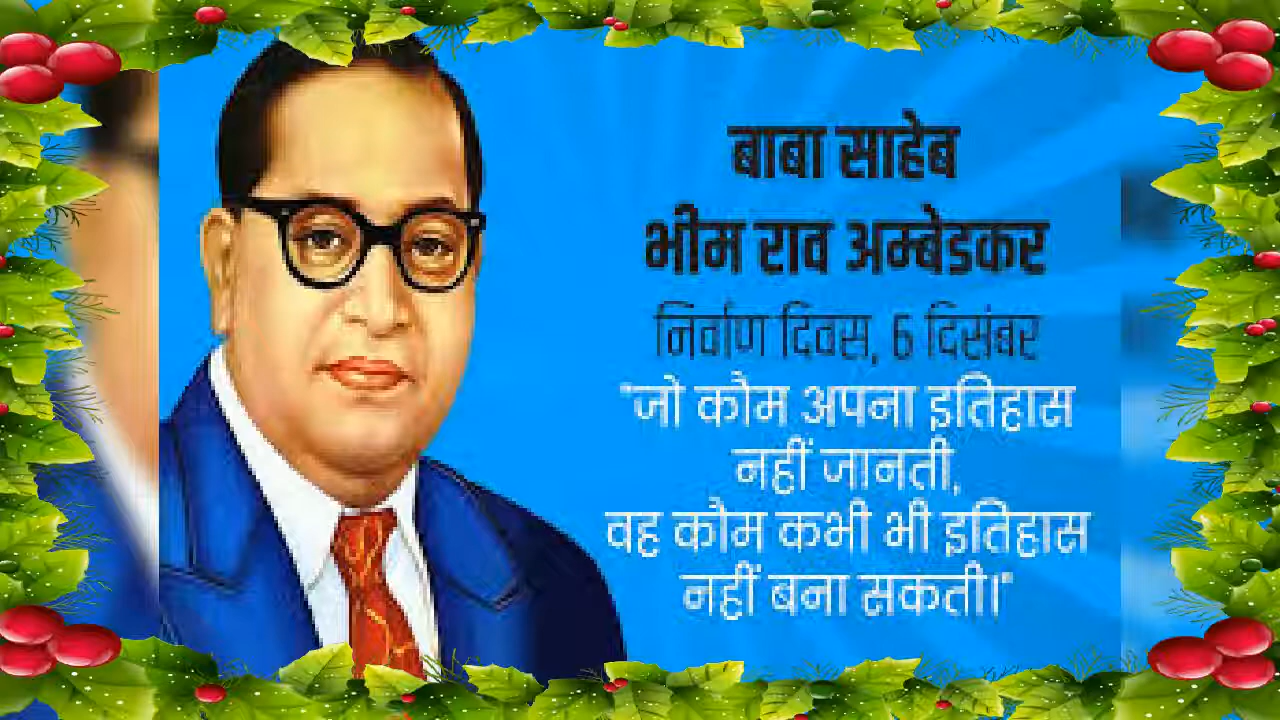 बाबा साहेब
भीम राव अम्बेडकर
निर्वाण दिवस, 6 दिसंबर
"जो कौम अपना इतिहास
नहीं जानती,
वह कौम कभी भी इतिहास
नहीं बना सकती।"